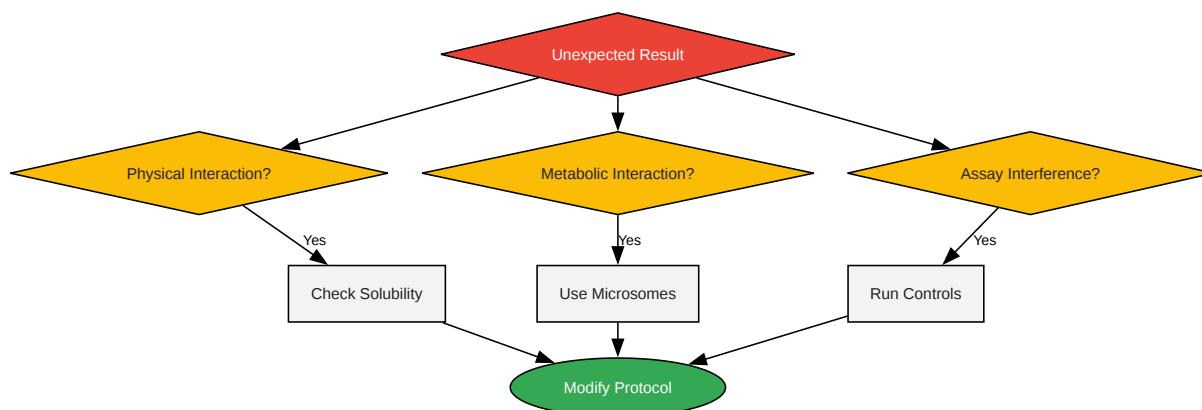 Unexpected Result
Physical Interaction?
Metabolic Interaction?
Assay Interference?
Yes
Yes
Yes
Check Solubility
Use Microsomes
Run Controls
Modify Protocol